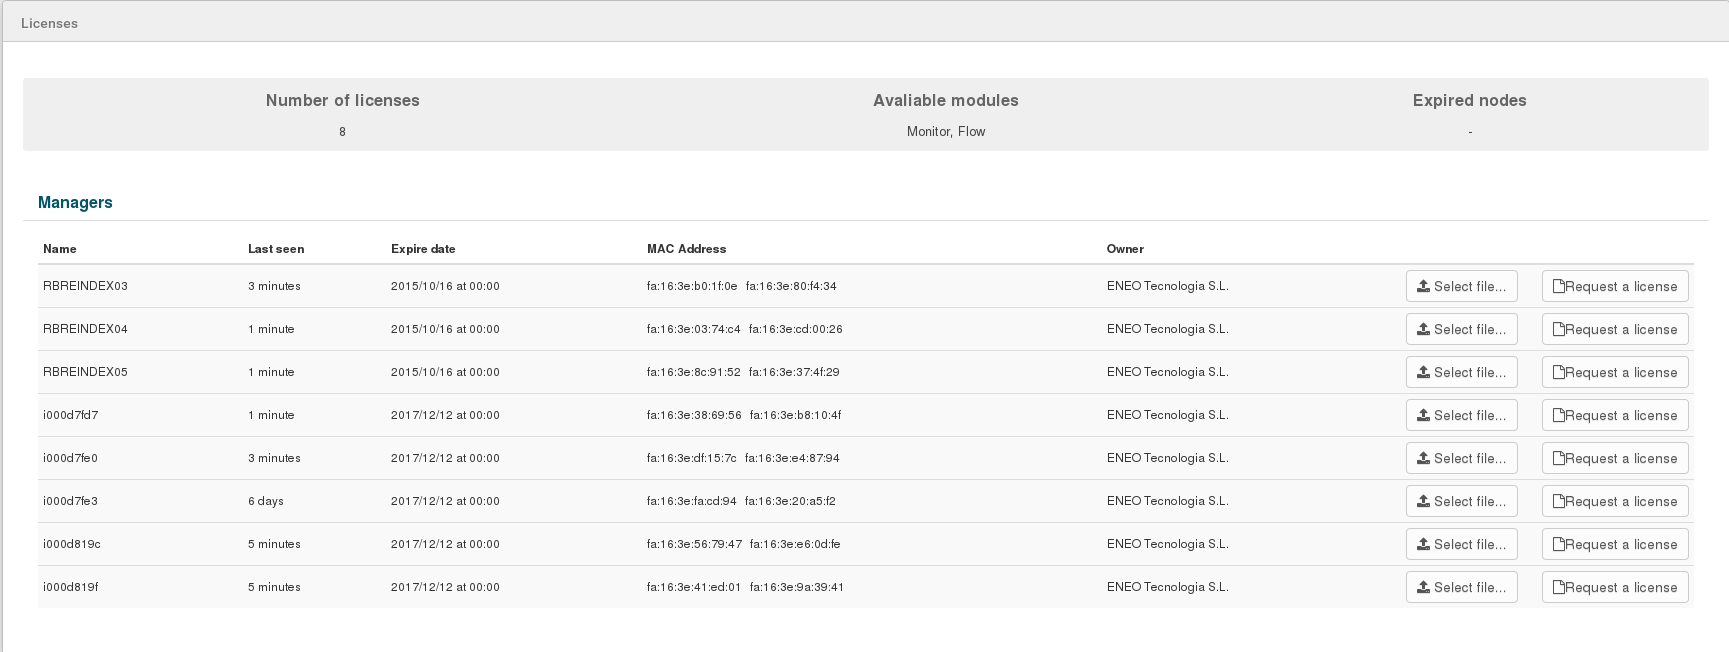 Licenses
Number of licenses Avaliable modules Expired nodes
8 Monitor, Flow -
Managers
Name Last seen Expire date MAC Address Owner
RBREINDEX03 3 minutes 2015/10/16 at 00:00 fa:16:3e:b0:1f:0e fa:16:3e:80:f4:34 ENEO Tecnologia S.L. Select file... Request a license
RBREINDEX04 1 minute 2015/10/16 at 00:00 fa:16:3e:03:74:c4 fa:16:3e:cd:00:26 ENEO Tecnologia S.L. Select file... Request a license
RBREINDEX05 1 minute 2015/10/16 at 00:00 fa:16:3e:8c:91:52 fa:16:3e:37:4f:29 ENEO Tecnologia S.L. Select file... Request a license
i000d7fd7 1 minute 2017/12/12 at 00:00 fa:16:3e:38:69:56 fa:16:3e:b8:10:4f ENEO Tecnologia S.L. Select file... Request a license
i000d7fe0 3 minutes 2017/12/12 at 00:00 fa:16:3e:df:15:7c fa:16:3e:e4:87:94 ENEO Tecnologia S.L. Select file... Request a license
i000d7fe3 6 days 2017/12/12 at 00:00 fa:16:3e:fa:cd:94 fa:16:3e:20:a5:f2 ENEO Tecnologia S.L. Select file... Request a license
i000d819c 5 minutes 2017/12/12 at 00:00 fa:16:3e:56:79:47 fa:16:3e:e6:0d:fe ENEO Tecnologia S.L. Select file... Request a license
i000d819f 5 minutes 2017/12/12 at 00:00 fa:16:3e:41:ed:01 fa:16:3e:9a:39:41 ENEO Tecnologia S.L. Select file... Request a license